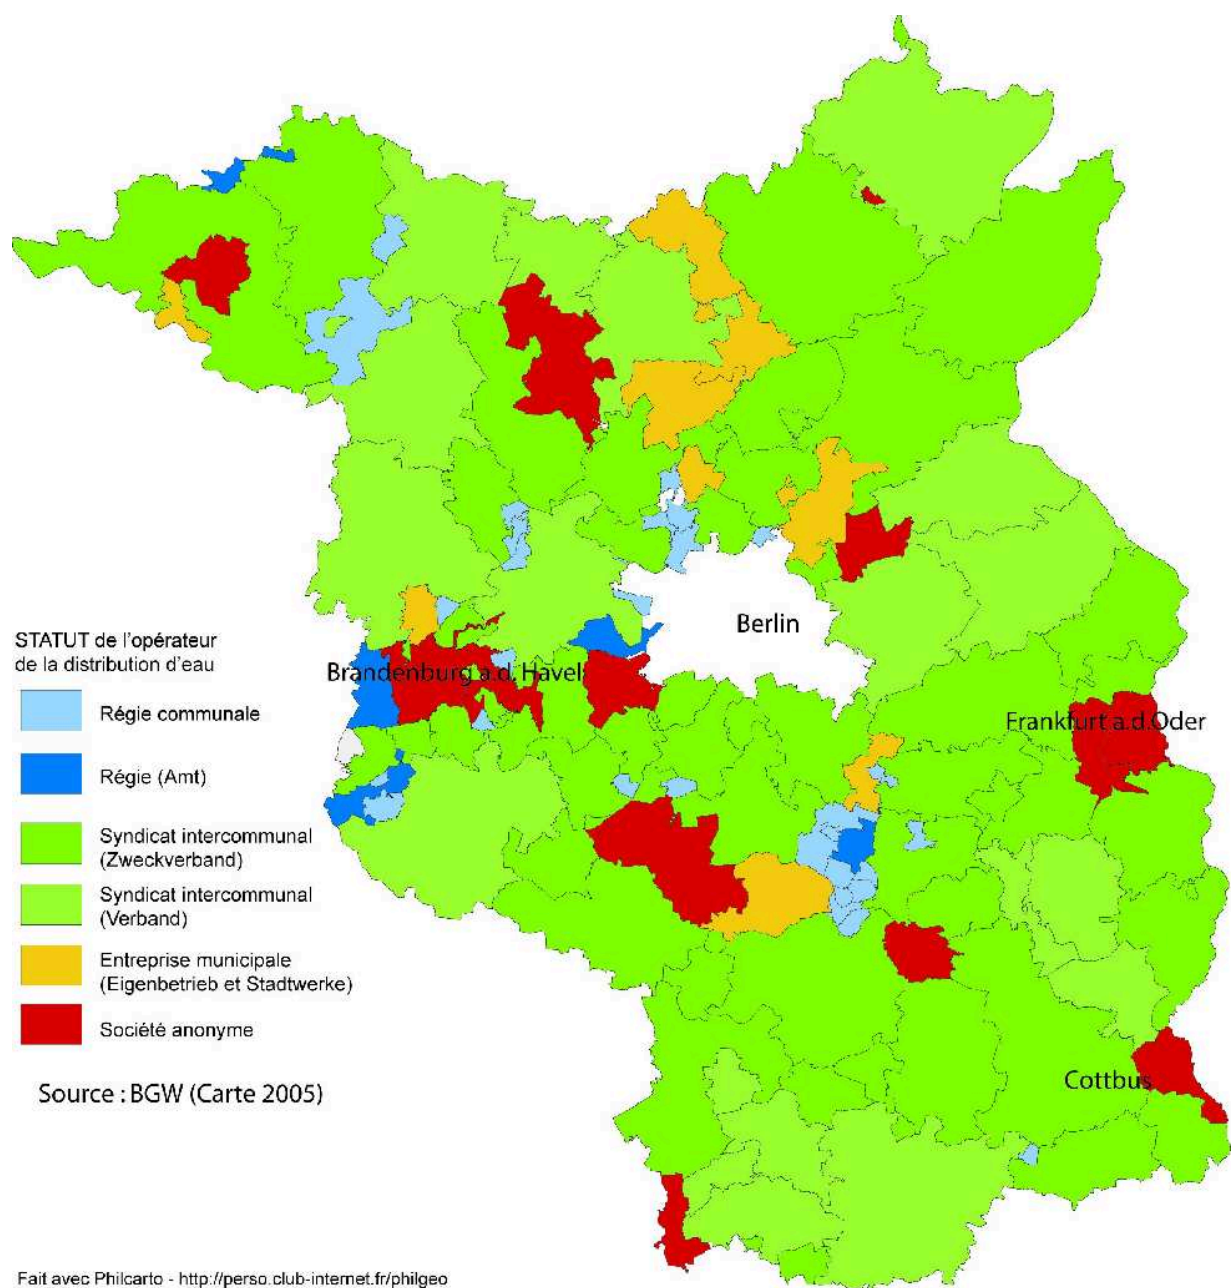 Berlin
Brandenburg a.d. Havel
Frankfurt a.d.Oder
Cottbus
STATUT de l'opérateur
de la distribution d'eau
Régie communale
Régie (Amt)
Syndicat intercommunal
(Zweckverband)
Syndicat intercommunal
(Verband)
Entreprise municipale
(Eigenbetrieb et Stadtwerke)
Société anonyme
Source : BGW (Carte 2005)
Fait avec Philcarto - http://perso.club-internet.fr/philgeo